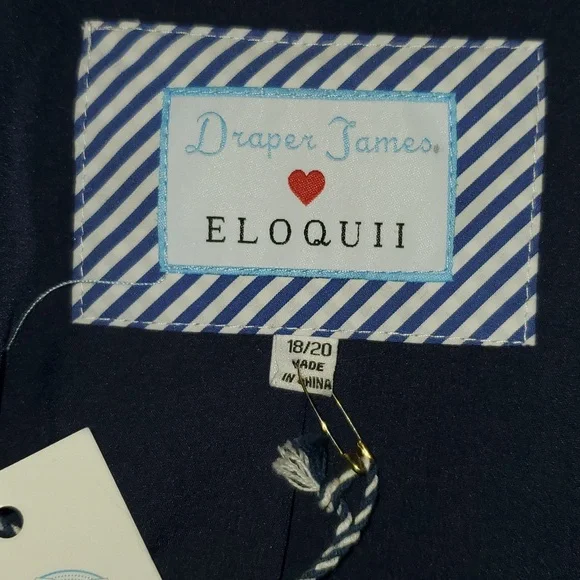 Draper James.
ELOQUII
18/20
MADE
IN CHINA